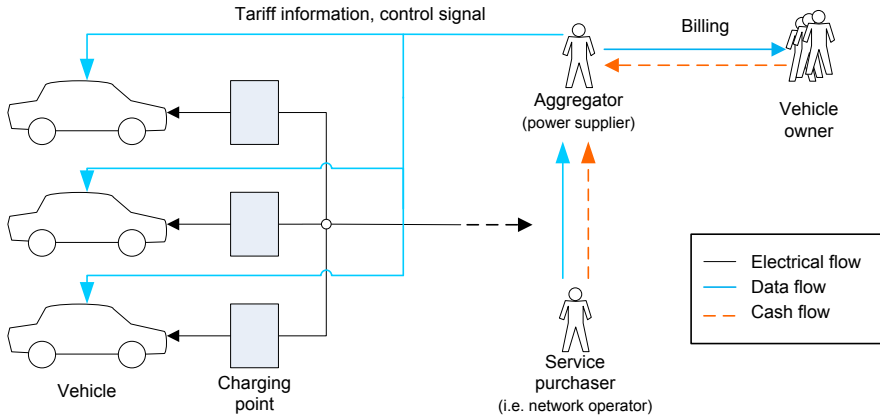 Tariff information, control signal
Billing
Aggregator
(power supplier)
Vehicle
owner
Electrical flow
Data flow
Cash flow
Vehicle
Charging
point
Service
purchaser
(i.e. network operator)